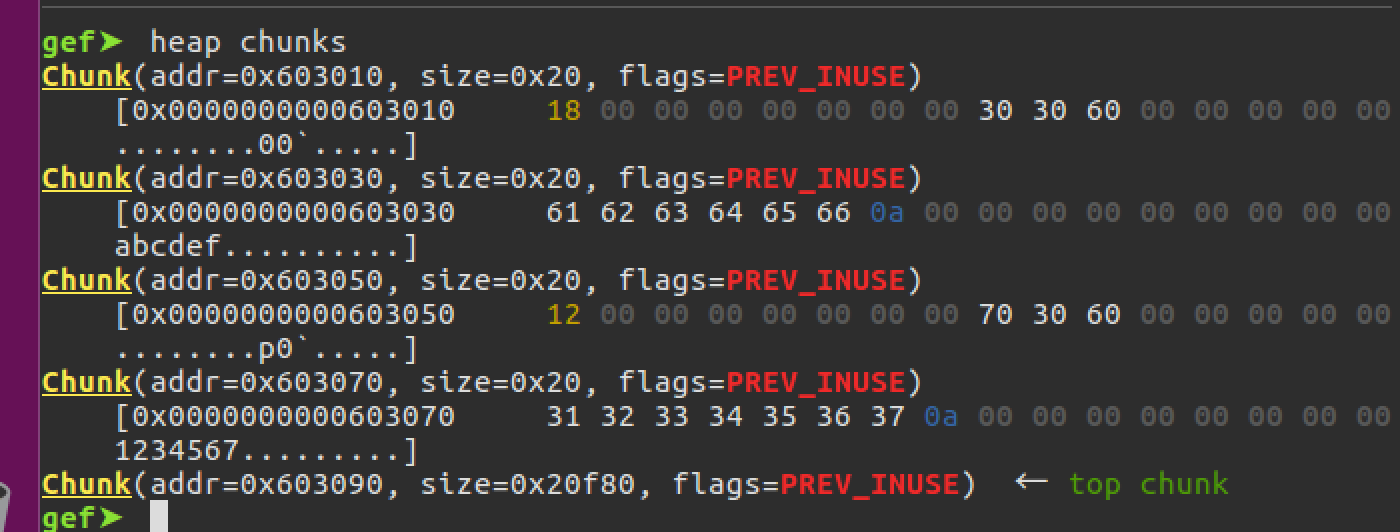 gef➤  heap chunks
Chunk(addr=0x603010, size=0x20, flags=PREV_INUSE)
[0x0000000000603010     18 00 00 00 00 00 00 00 30 30 60 00 00 00 00 00
........00`.....]
Chunk(addr=0x603030, size=0x20, flags=PREV_INUSE)
[0x0000000000603030     61 62 63 64 65 66 0a 00 00 00 00 00 00 00 00 00
abcdef..........]
Chunk(addr=0x603050, size=0x20, flags=PREV_INUSE)
[0x0000000000603050     12 00 00 00 00 00 00 00 70 30 60 00 00 00 00 00
........p0`.....]
Chunk(addr=0x603070, size=0x20, flags=PREV_INUSE)
[0x0000000000603070     31 32 33 34 35 36 37 0a 00 00 00 00 00 00 00 00
1234567.........]
Chunk(addr=0x603090, size=0x20f80, flags=PREV_INUSE)  ←  top chunk
gef➤